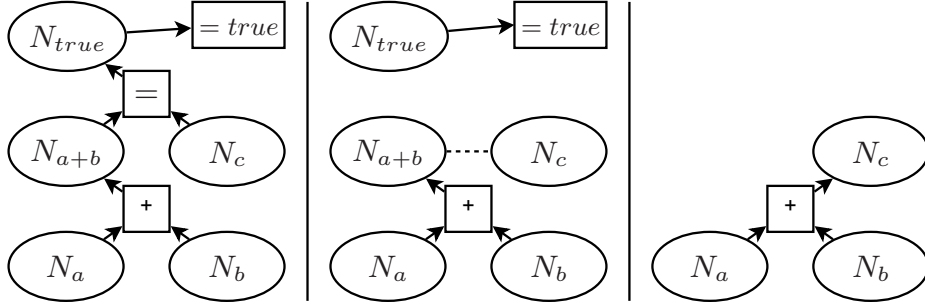 N_true = true
=
N_a+b N_c
+
N_a N_b
N_true = true
N_a+b N_c
+
N_a N_b
N_c
+
N_a N_b